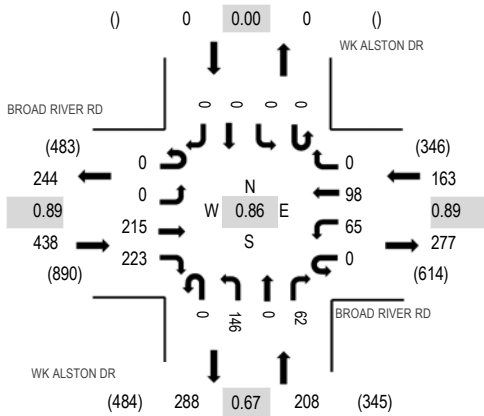 () 0 0.00 0 ()
WK ALSTON DR
0 0 0 0
BROAD RIVER RD
(483) (346)
244 0 0 163
0.89 0 N 98 0.89
W 0.86 E
438 215 S 65 277
(890) 223 0 (614)
0 146 0 62
BROAD RIVER RD
WK ALSTON DR
(484) 288 0.67 208 (345)